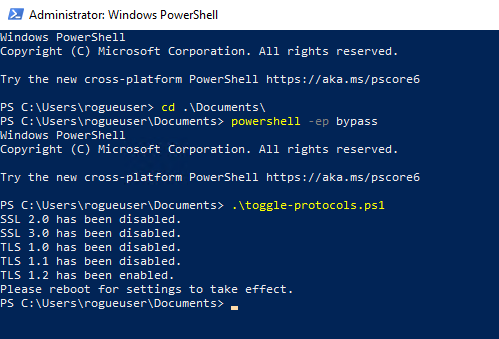 Administrator: Windows PowerShell
Windows PowerShell
Copyright (C) Microsoft Corporation. All rights reserved.
Try the new cross-platform PowerShell https://aka.ms/pscore6
PS C:\Users\rogueuser> cd .\Documents\
PS C:\Users\rogueuser\Documents> powershell -ep bypass
Windows PowerShell
Copyright (C) Microsoft Corporation. All rights reserved.
Try the new cross-platform PowerShell https://aka.ms/pscore6
PS C:\Users\rogueuser\Documents> .\toggle-protocols.ps1
SSL 2.0 has been disabled.
SSL 3.0 has been disabled.
TLS 1.0 has been disabled.
TLS 1.1 has been disabled.
TLS 1.2 has been enabled.
Please reboot for settings to take effect.
PS C:\Users\rogueuser\Documents>